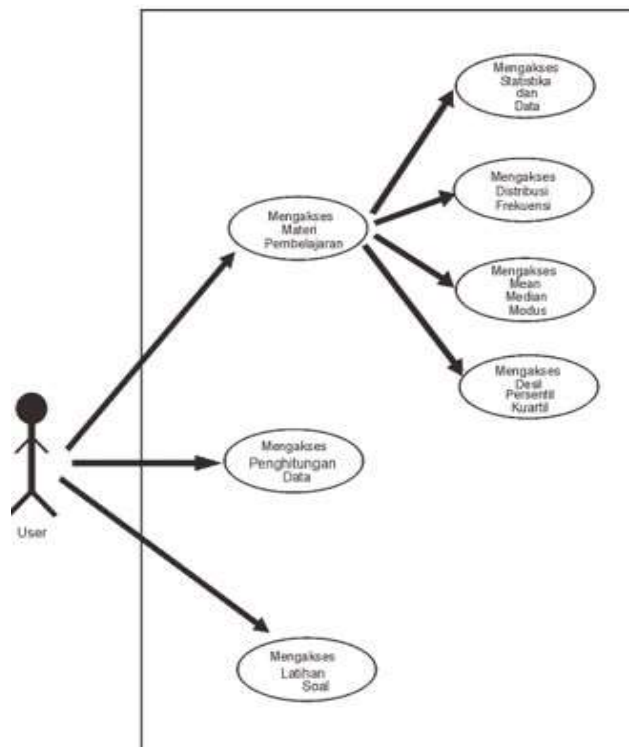 Mengakses
Statistika
dan
Data
Mengakses
Distribusi
Frekuensi
Mengakses
Materi
Pembelajaran
Mengakses
Mean
Median
Modus
Mengakses
Desil
Persentil
Kuartil
Mengakses
Penghitungan
Data
User
Mengakses
Latihan
Soal